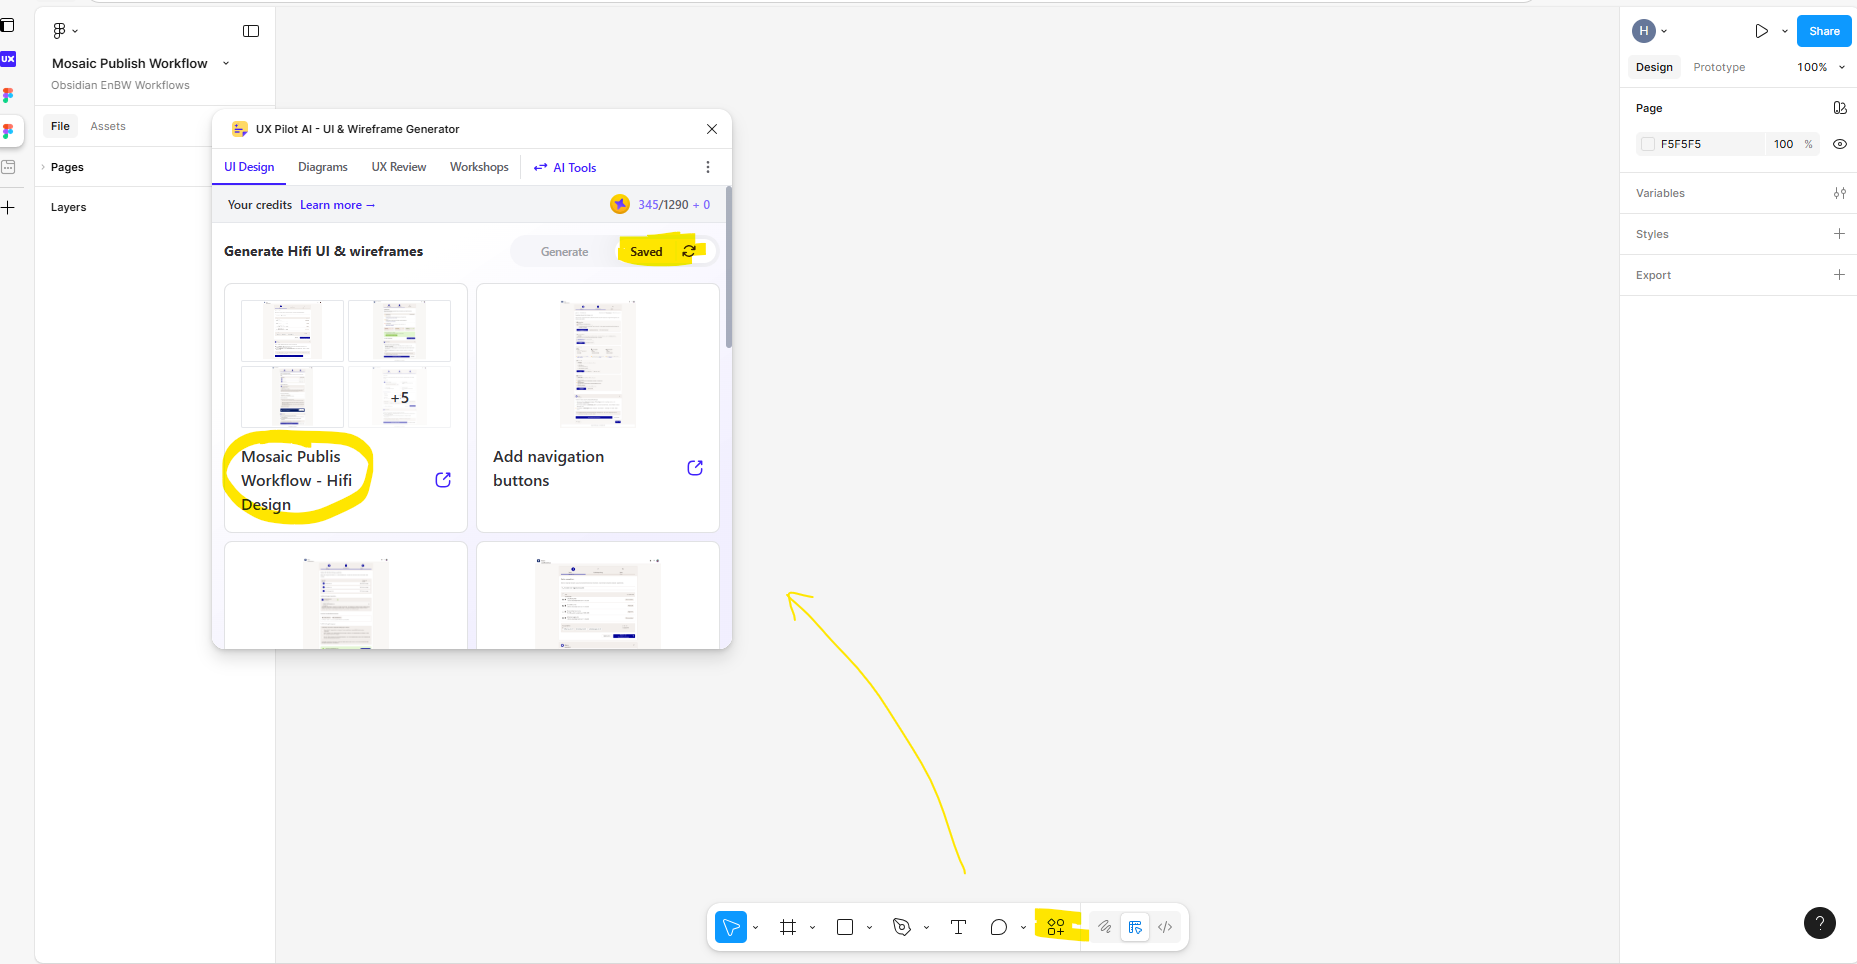 UX
Mosaic Publish Workflow
Obsidian EnBW Workflows
File Assets
Pages
Layers
UX Pilot AI - UI & Wireframe Generator
UI Design Diagrams UX Review Workshops AI Tools
Your credits Learn more → 345/1290 + 0
Generate Hifi UI & wireframes Generate Saved
+5
Mosaic Publis
Workflow - Hifi
Design
Add navigation
buttons
H Share
Design Prototype 100%
Page
F5F5F5 100 %
Variables
Styles
Export
?